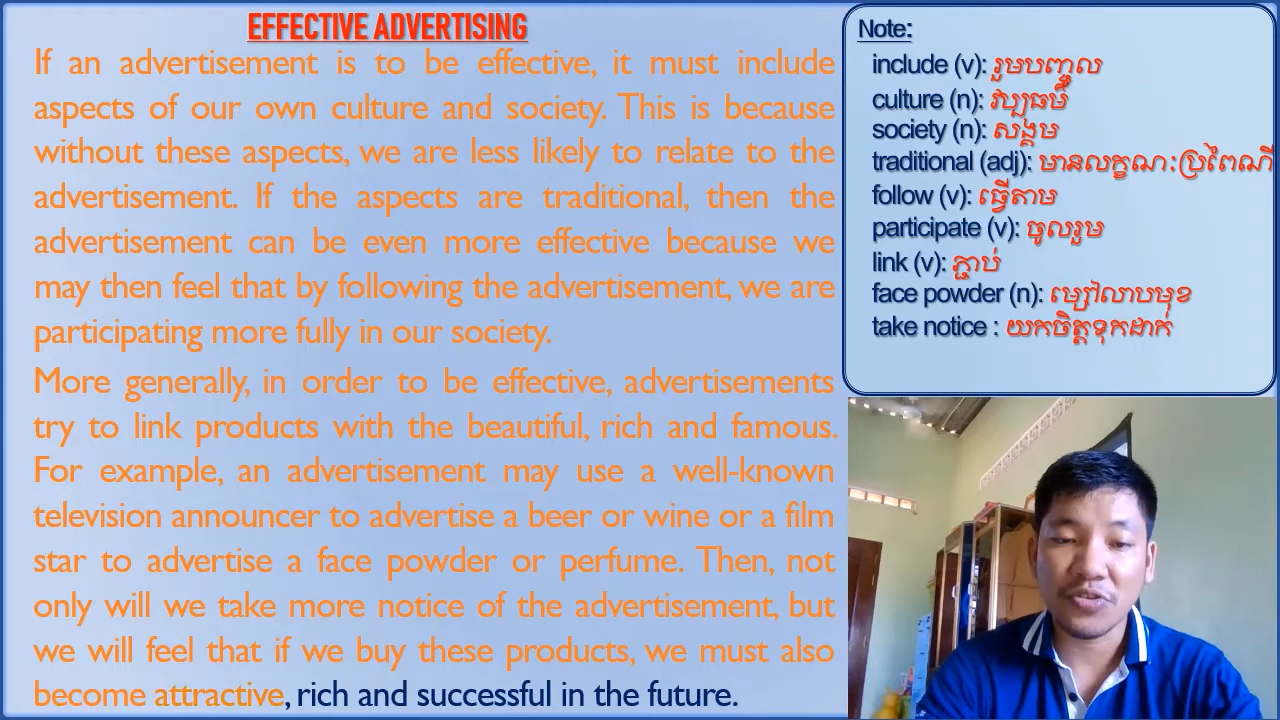 EFFECTIVE ADVERTISING
If an advertisement is to be effective, it must include
aspects of our own culture and society. This is because
without these aspects, we are less likely to relate to the
advertisement. If the aspects are traditional, then the
advertisement can be even more effective because we
may then feel that by following the advertisement, we are
participating more fully in our society.
More generally, in order to be effective, advertisements
try to link products with the beautiful, rich and famous.
For example, an advertisement may use a well-known
television announcer to advertise a beer or wine or a film
star to advertise a face powder or perfume. Then, not
only will we take more notice of the advertisement, but
we will feel that if we buy these products, we must also
become attractive, rich and successful in the future.
Note:
include (v): រួមបញ្ចូល
culture (n): វប្បធម៌
society (n): សង្គម
traditional (adj): មានលក្ខណៈប្រពៃណី
follow (v): ធ្វើតាម
participate (v): ចូលរួម
link (v): ភ្ជាប់
face powder (n): ម្សៅលាបមុខ
take notice : យកចិត្តទុកដាក់